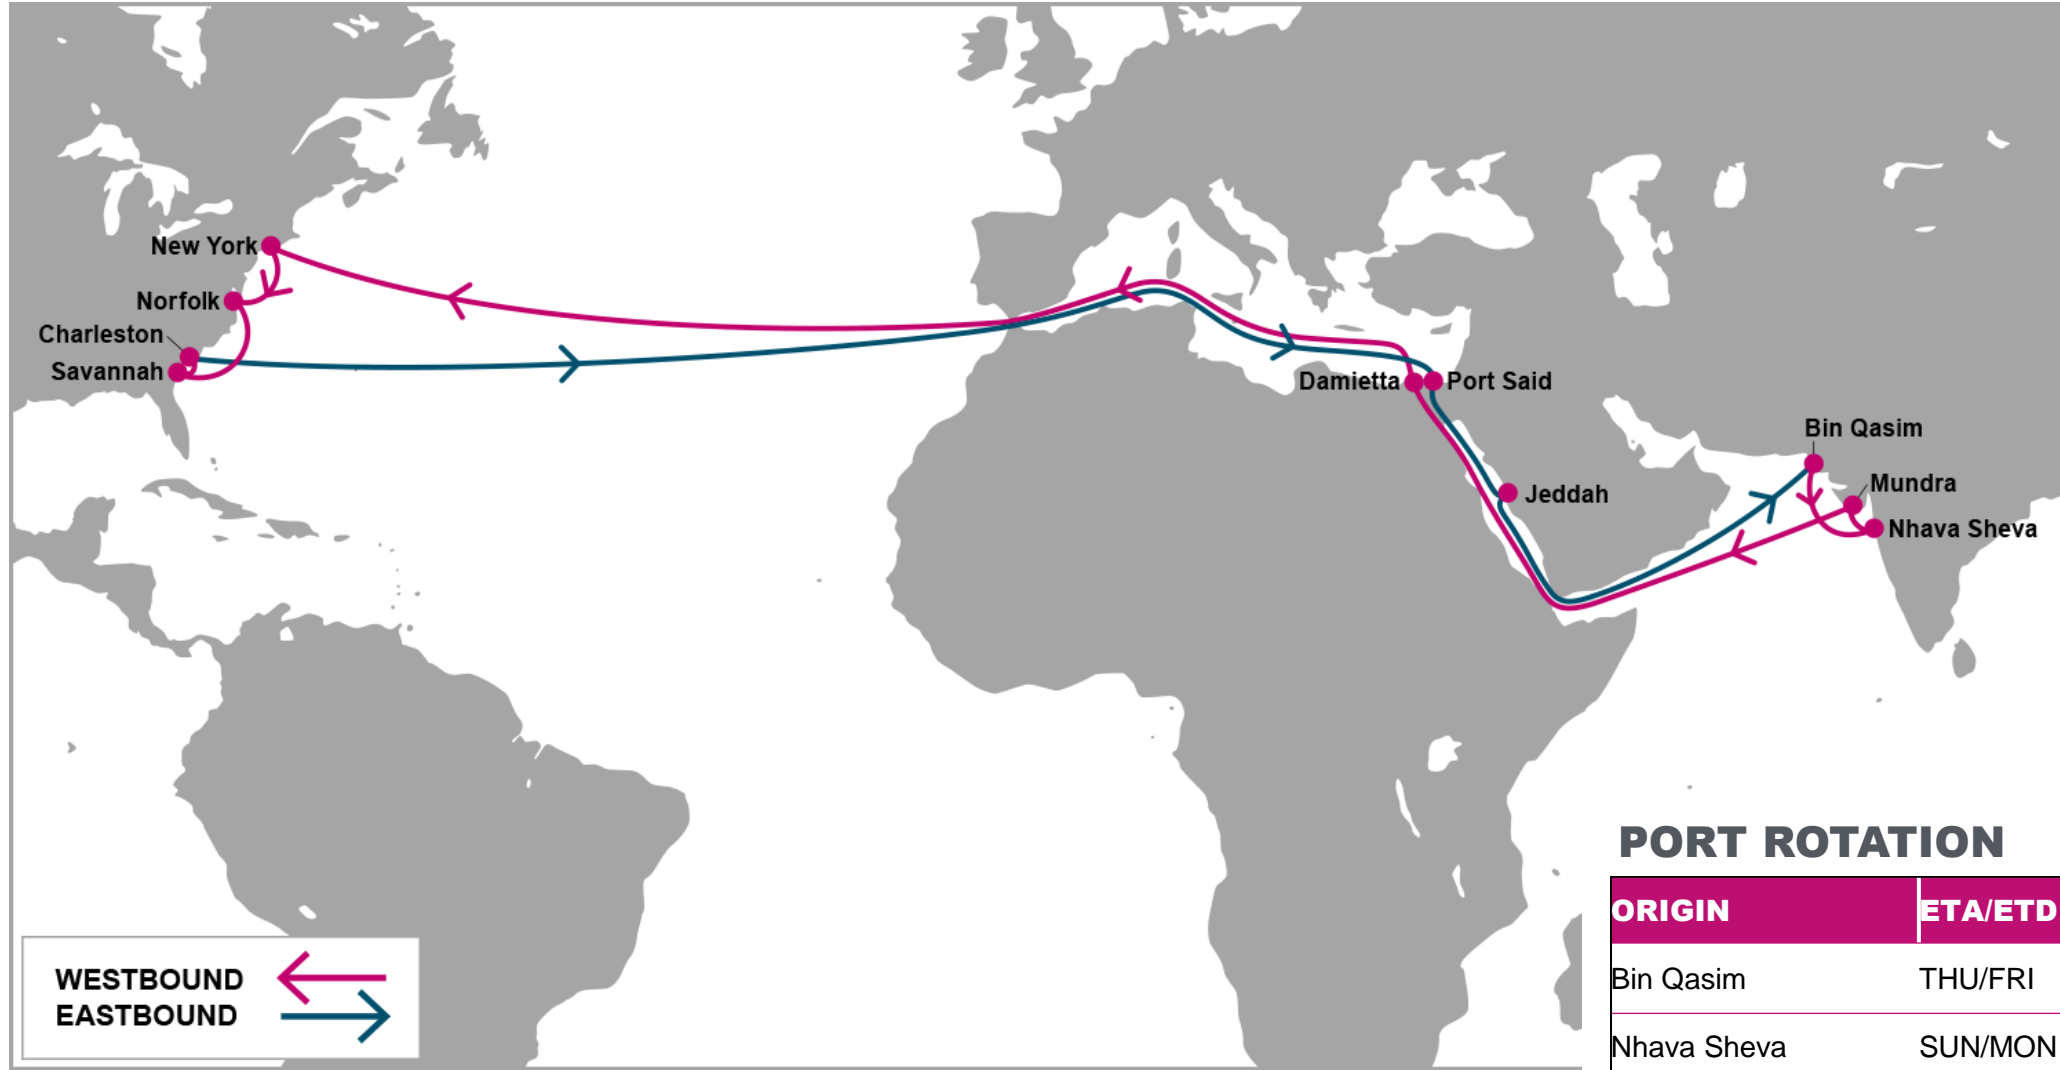 New York
Norfolk
Charleston
Savannah
Damietta
Port Said
Jeddah
Bin Qasim
Mundra
Nhava Sheva
WESTBOUND
EASTBOUND
PORT ROTATION
ORIGIN ETA/ETD
Bin Qasim THU/FRI
Nhava Sheva SUN/MON